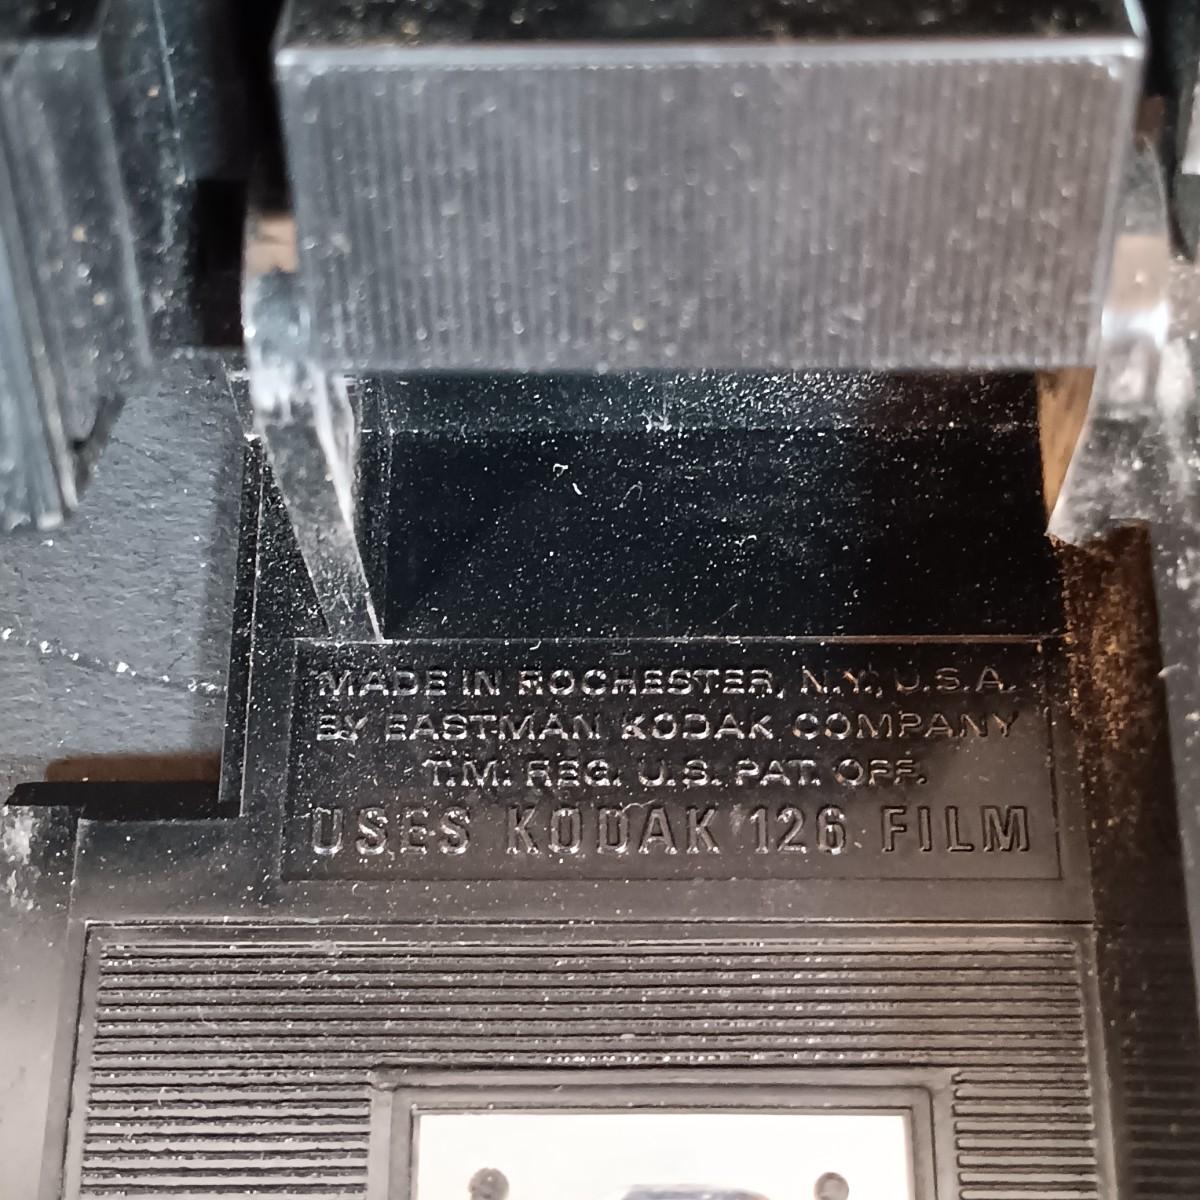 MADE IN ROCHESTER, N.Y., U.S.A.
BY EASTMAN KODAK COMPANY
T.M. REG. U.S. PAT. OFF.
USES KODAK 126 FILM